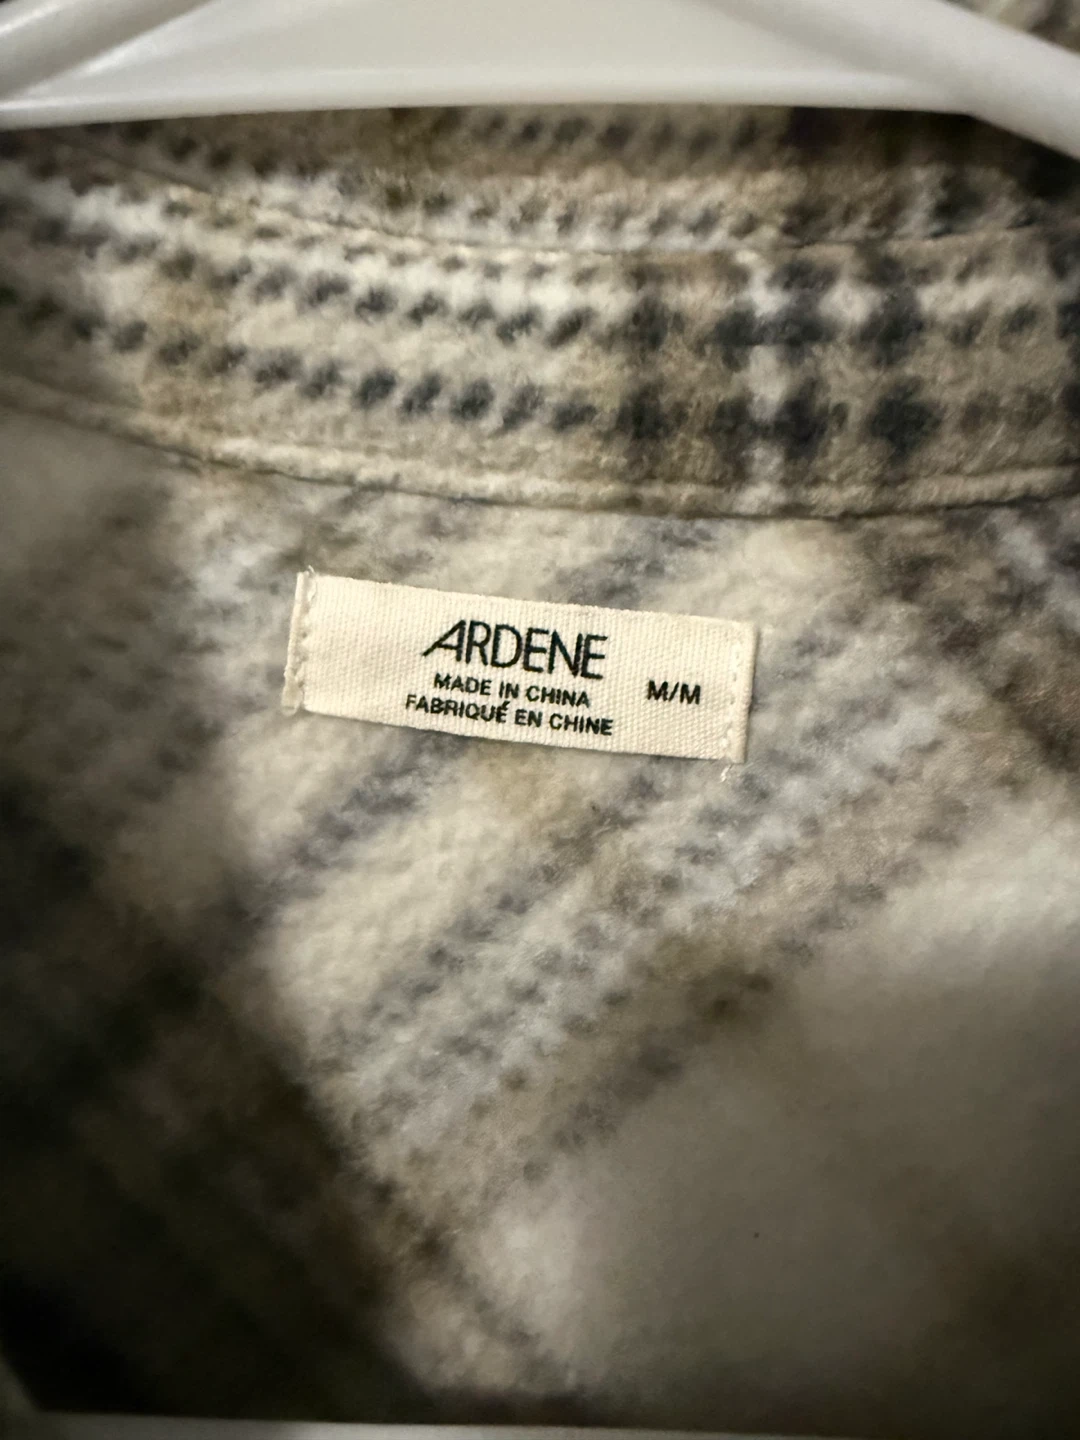 ARDENE
MADE IN CHINA
FABRIQUÉ EN CHINE
M/M